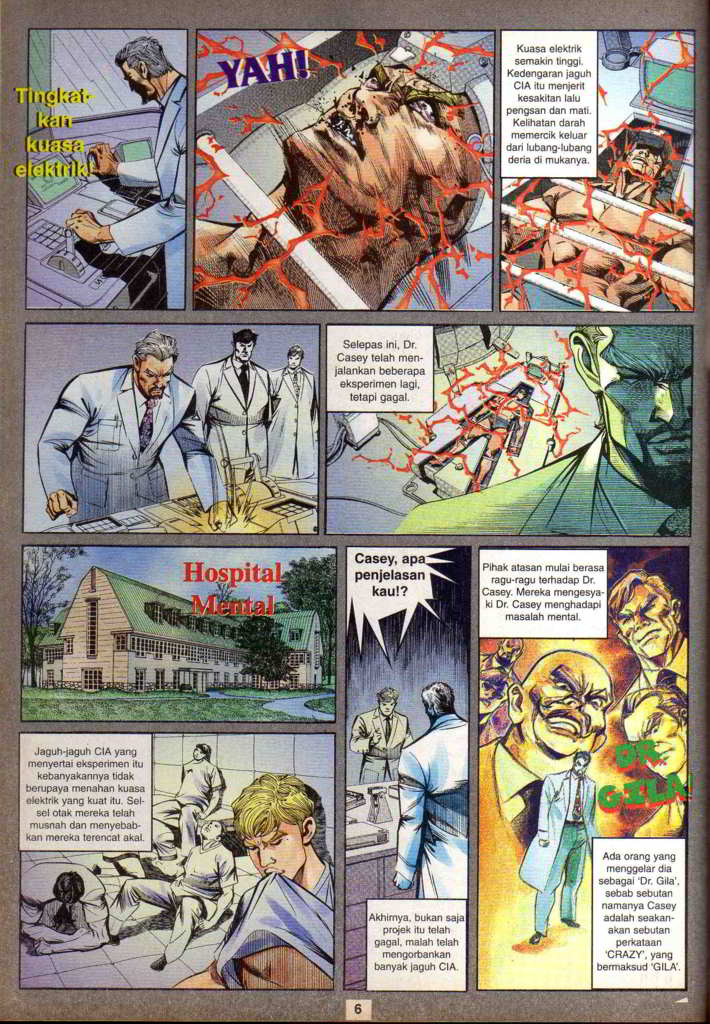 Tingkat-
kan
kuasa
elektrik!
YAH!
Kuasa elektrik
semakin tinggi.
Kedengaran jaguh
CIA itu menjerit
kesakitan lalu
pengsan dan mati.
Kelihatan darah
memercik keluar
dari lubang-lubang
deria di mukanya.
Selepas ini, Dr.
Casey telah men-
jalankan beberapa
eksperimen lagi,
tetapi gagal.
Hospital
Mental
Jaguh-jaguh CIA yang
menyertai eksperimen itu
kebanyakannya tidak
berupaya menahan kuasa
elektrik yang kuat itu. Sel-
sel otak mereka telah
musnah dan menyebab-
kan mereka terencat akal.
Casey, apa
penjelasan
kau!?
Akhirnya, bukan saja
projek itu telah
gagal, malah telah
mengorbankan
banyak jaguh CIA.
Pihak atasan mulai berasa
ragu-ragu terhadap Dr.
Casey. Mereka mengesya-
ki Dr. Casey menghadapi
masalah mental.
DR.
GILA!
Ada orang yang
menggelar dia
sebagai 'Dr. Gila',
sebab sebutan
namanya Casey
adalah seakan-
akan sebutan
perkataan
'CRAZY', yang
bermaksud 'GILA'.
6